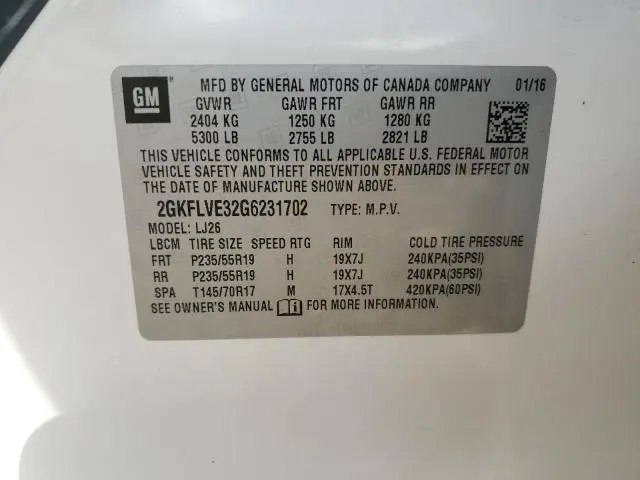 GM MFD BY GENERAL MOTORS OF CANADA COMPANY 01/16
GVWR GAWR FRT GAWR RR
2404 KG 1250 KG 1280 KG
5300 LB 2755 LB 2821 LB
THIS VEHICLE CONFORMS TO ALL APPLICABLE U.S. FEDERAL MOTOR
VEHICLE SAFETY AND THEFT PREVENTION STANDARDS IN EFFECT ON
THE DATE OF MANUFACTURE SHOWN ABOVE.
2GKFLVE32G6231702 TYPE: M.P.V.
MODEL: LJ26
LBCM TIRE SIZE SPEED RTG RIM COLD TIRE PRESSURE
FRT P235/55R19 H 19X7J 240KPA(35PSI)
RR P235/55R19 H 19X7J 240KPA(35PSI)
SPA T145/70R17 M 17X4.5T 420KPA(60PSI)
SEE OWNER'S MANUAL FOR MORE INFORMATION.